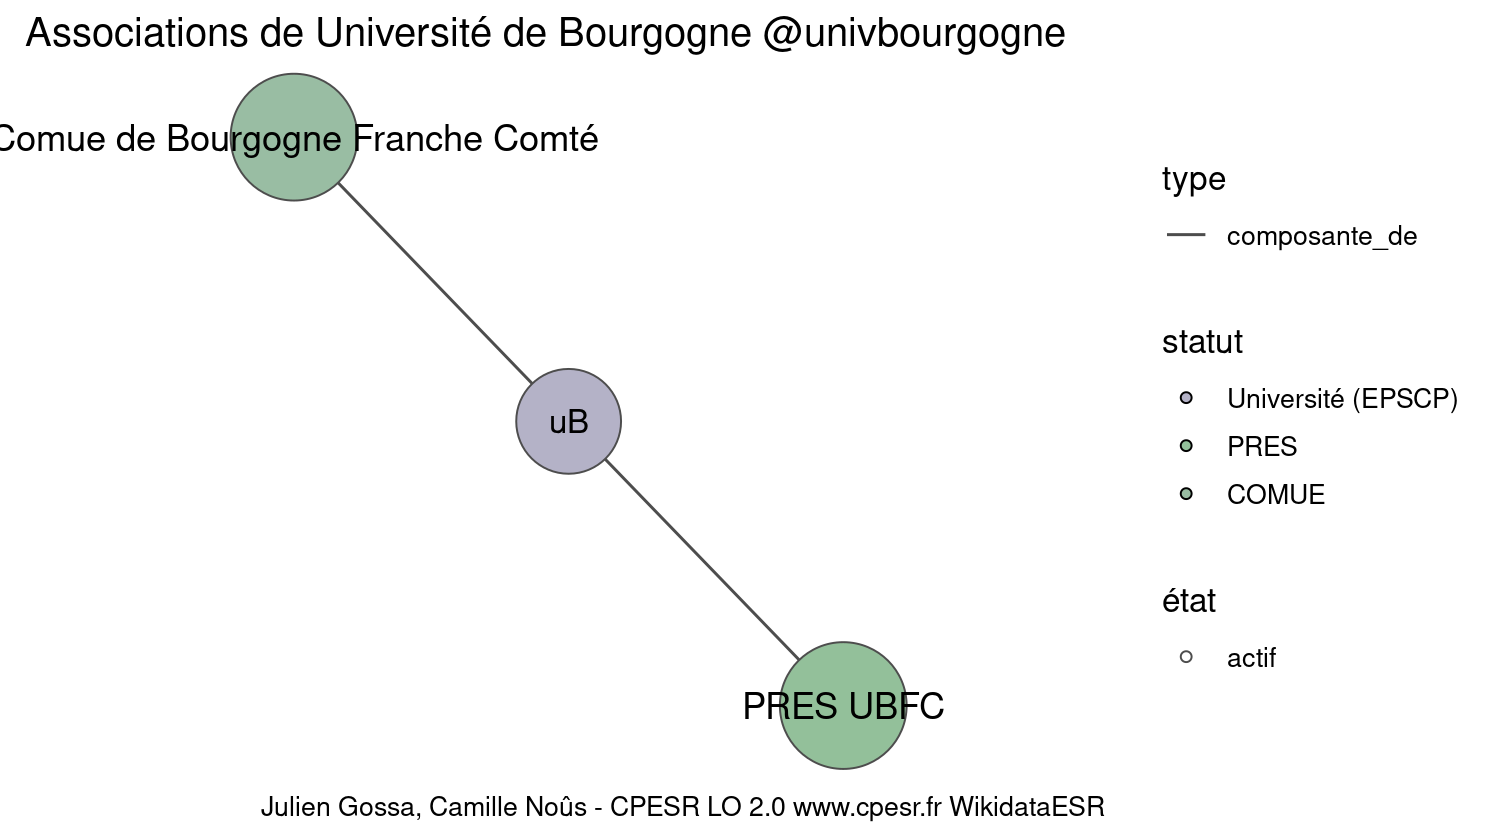 Associations de Université de Bourgogne @univbourgogne
Comue de Bourgogne Franche Comté
uB
PRES UBFC
type
composante_de
statut
Université (EPSCP)
PRES
COMUE
état
actif
Julien Gossa, Camille Noûs - CPESR LO 2.0 www.cpesr.fr WikidataESR